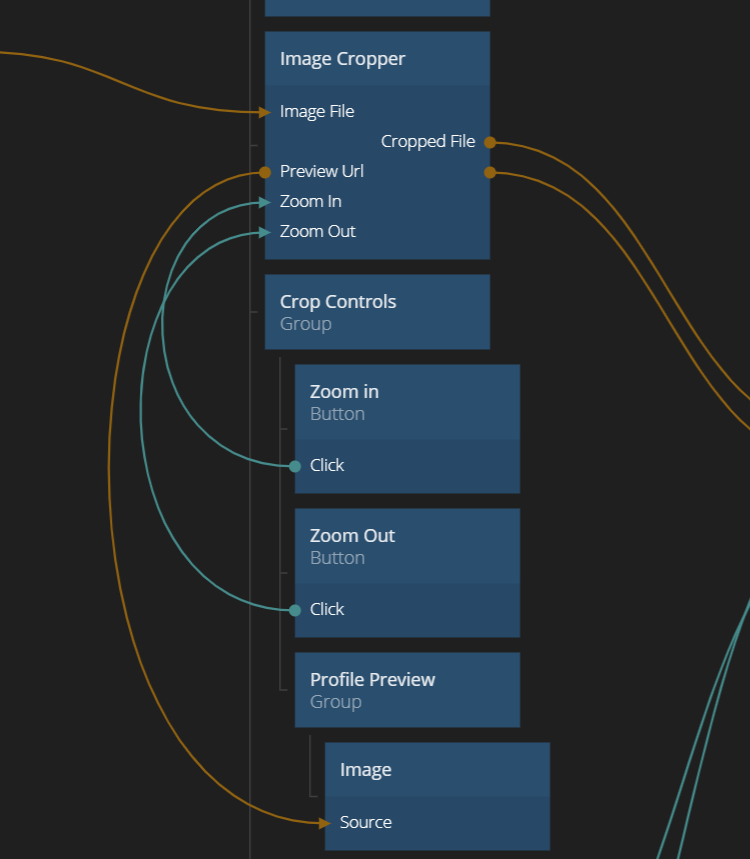 Image Cropper
Image File
Cropped File
Preview Url
Zoom In
Zoom Out
Crop Controls
Group
Zoom in
Button
Click
Zoom Out
Button
Click
Profile Preview
Group
Image
Source